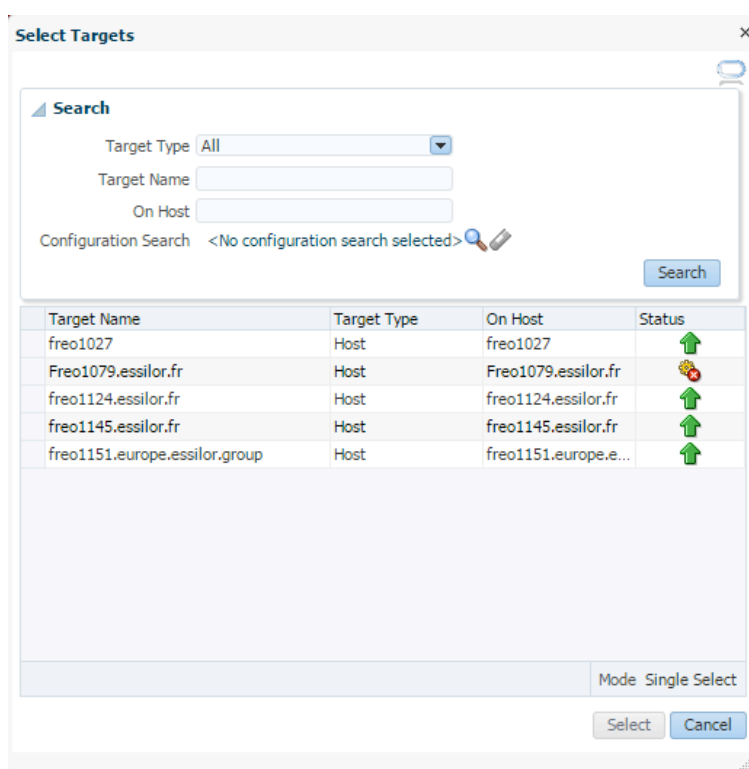 Select Targets
Search
Target Type All
Target Name
On Host
Configuration Search <No configuration search selected>
Search
Target Name Target Type On Host Status
freo1027 Host freo1027
Freo1079.essilor.fr Host Freo1079.essilor.fr
freo1124.essilor.fr Host freo1124.essilor.fr
freo1145.essilor.fr Host freo1145.essilor.fr
freo1151.europe.essilor.group Host freo1151.europe.e...
Mode Single Select
Select Cancel